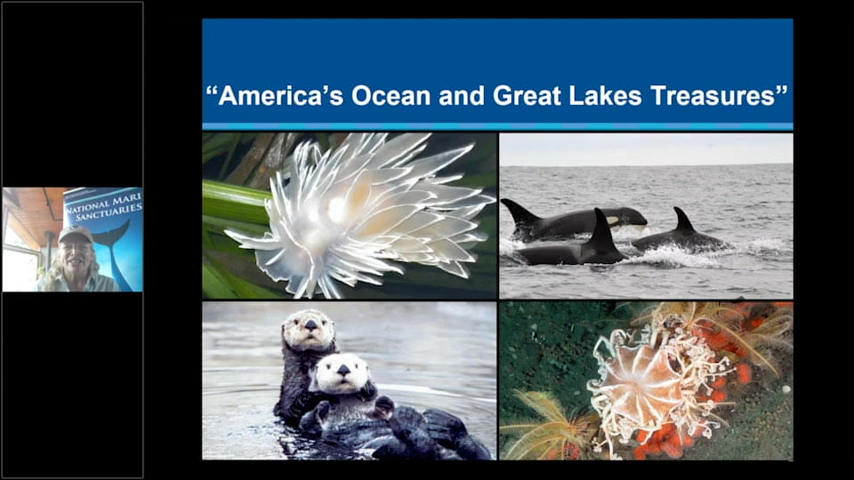 “America’s Ocean and Great Lakes Treasures”
NATIONAL MARI
SANCTUARIES